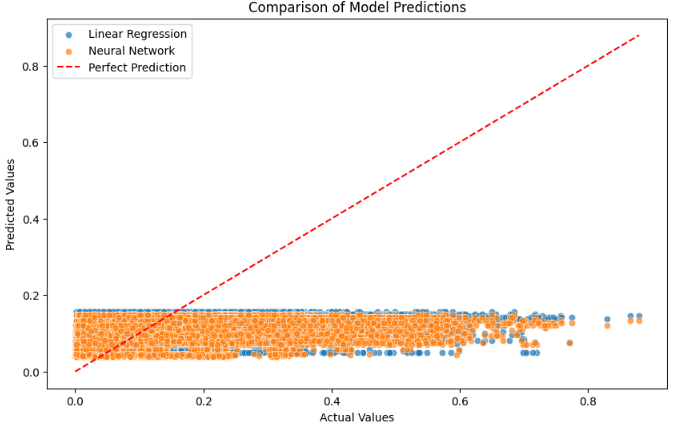 Comparison of Model Predictions
Linear Regression
Neural Network
Perfect Prediction
0.8
0.6
0.4
0.2
0.0
Predicted Values
0.0 0.2 0.4 0.6 0.8
Actual Values